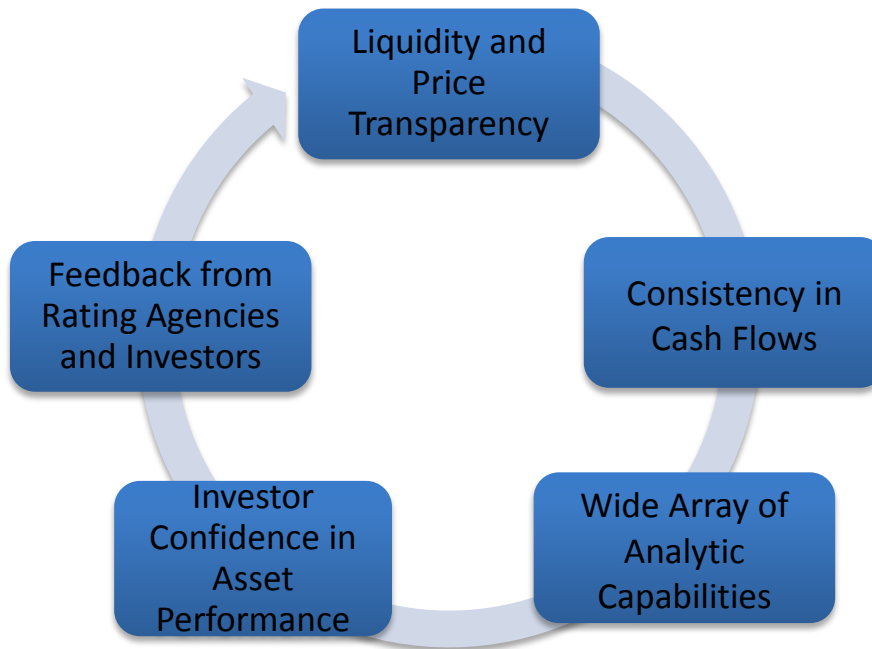 Liquidity and
Price
Transparency
Consistency in
Cash Flows
Wide Array of
Analytic
Capabilities
Investor
Confidence in
Asset
Performance
Feedback from
Rating Agencies
and Investors